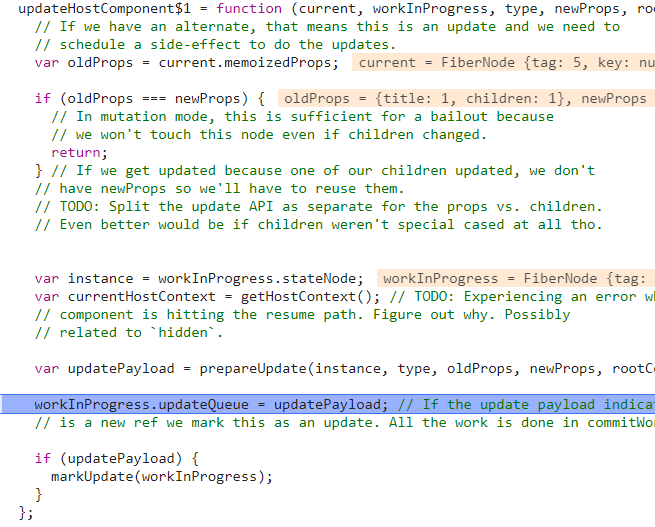 updateHostComponent$1 = function (current, workInProgress, type, newProps,
// If we have an alternate, that means this is an update and we need to
// schedule a side-effect to do the updates.
var oldProps = current.memoizedProps; current = FiberNode {tag: 5, key:
if (oldProps === newProps) { oldProps = {title: 1, children: 1}, newProps
// In mutation mode, this is sufficient for a bailout because
// we won't touch this node even if children changed.
return;
} // If we get updated because one of our children updated, we don't
// have newProps so we'll have to reuse them.
// TODO: Split the update API as separate for the props vs. children.
// Even better would be if children weren't special cased at all tho.
var instance = workInProgress.stateNode; workInProgress = FiberNode {tag:
var currentHostContext = getHostContext(); // TODO: Experiencing an error
// component is hitting the resume path. Figure out why. Possibly
// related to `hidden`.
var updatePayload = prepareUpdate(instance, type, oldProps, newProps,
workInProgress.updateQueue = updatePayload; // If the update payload
// is a new ref we mark this as an update. All the work is done in
if (updatePayload) {
markUpdate(workInProgress);
}
};